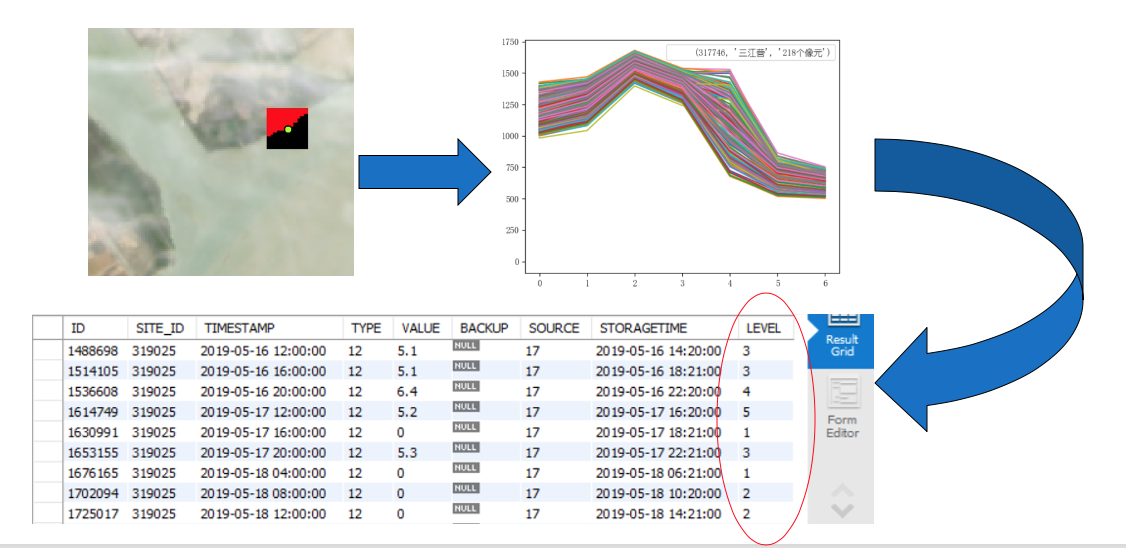 1750
(317746, '三江营', '218个像元')
1500
1250
1000
750
500
250
0
0 1 2 3 4 5 6
ID SITE_ID TIMESTAMP TYPE VALUE BACKUP SOURCE STORAGETIME LEVEL
1488698 319025 2019-05-16 12:00:00 12 5.1 NULL 17 2019-05-16 14:20:00 3
1514105 319025 2019-05-16 16:00:00 12 5.1 NULL 17 2019-05-16 18:21:00 3
1536608 319025 2019-05-16 20:00:00 12 6.4 NULL 17 2019-05-16 22:20:00 4
1614749 319025 2019-05-17 12:00:00 12 5.2 NULL 17 2019-05-17 16:20:00 5
1630991 319025 2019-05-17 16:00:00 12 0 NULL 17 2019-05-17 18:21:00 1
1653155 319025 2019-05-17 20:00:00 12 5.3 NULL 17 2019-05-17 22:21:00 3
1676165 319025 2019-05-18 04:00:00 12 0 NULL 17 2019-05-18 06:21:00 1
1702094 319025 2019-05-18 08:00:00 12 0 NULL 17 2019-05-18 10:20:00 2
1725017 319025 2019-05-18 12:00:00 12 0 NULL 17 2019-05-18 14:21:00 2
Result
Grid
Form
Editor